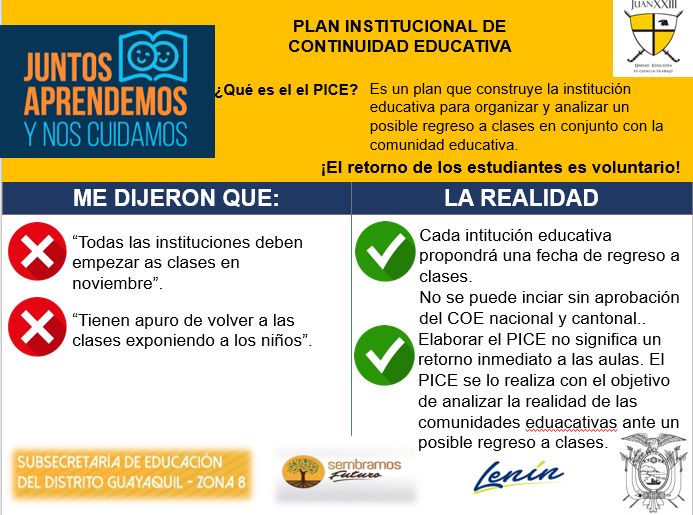 PLAN INSTITUCIONAL DE
CONTINUIDAD EDUCATIVA
JUANXXIII
UNIDAD EDUCATIVA
JUNTOS
APRENDEMOS
Y NOS CUIDAMOS
¿Qué es el el PICE?
Es un plan que construye la institución
educativa para organizar y analizar un
posible regreso a clases en conjunto con la
comunidad educativa.
¡El retorno de los estudiantes es voluntario!
ME DIJERON QUE:
“Todas las instituciones deben
empezar as clases en
noviembre”.
“Tienen apuro de volver a las
clases exponiendo a los niños”.
LA REALIDAD
Cada intitución educativa
propondrá una fecha de regreso a
clases.
No se puede inciar sin aprobación
del COE nacional y cantonal..
Elaborar el PICE no significa un
retorno inmediato a las aulas. El
PICE se lo realiza con el objetivo
de analizar la realidad de las
comunidades eduacativas ante un
posible regreso a clases.
SUBSECRETARÍA DE EDUCACIÓN
DEL DISTRITO GUAYAQUIL - ZONA 8
sembramos
Futuro
Lenín